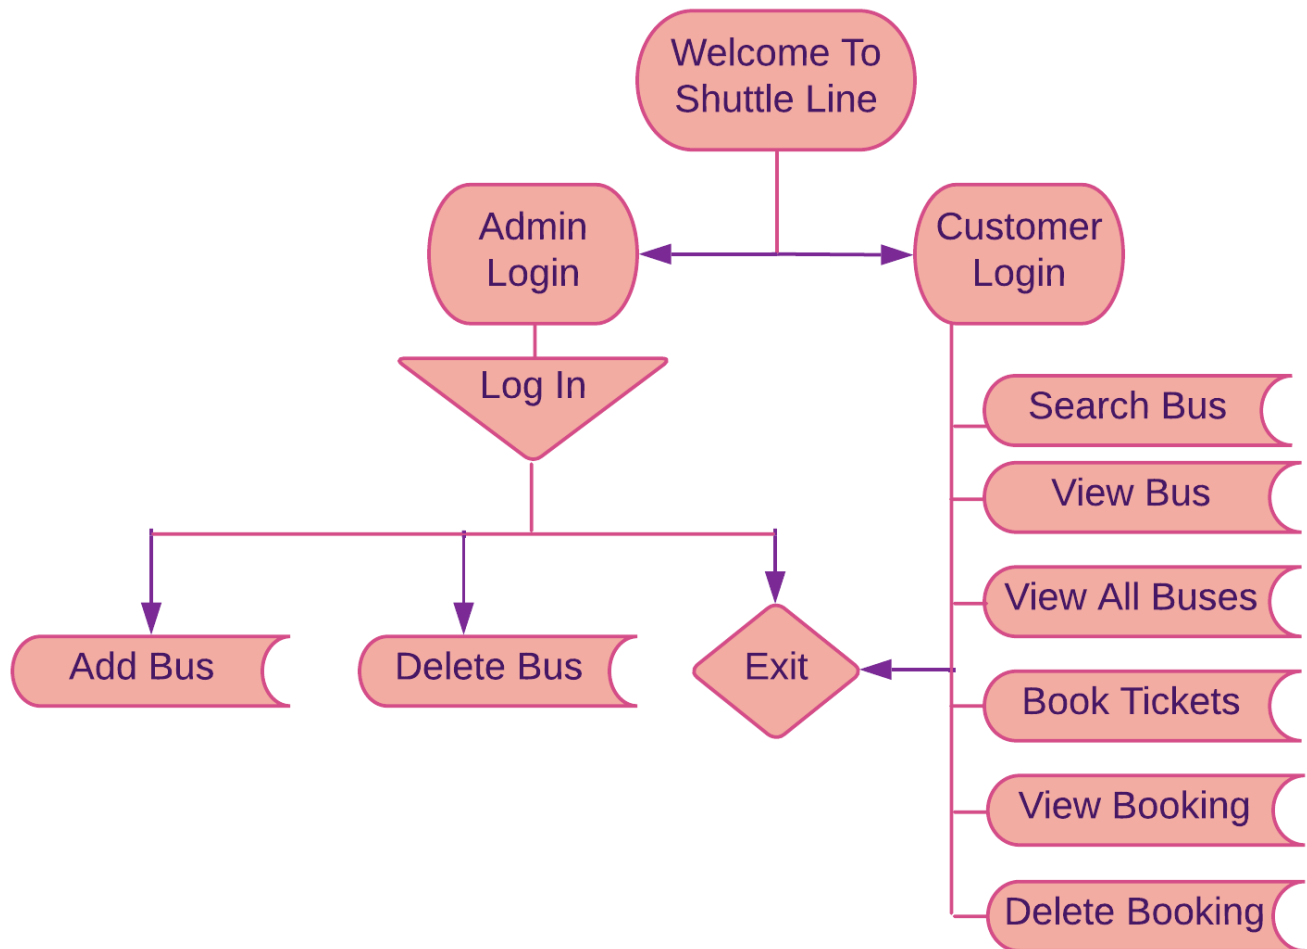 Welcome To
Shuttle Line
Admin
Login
Customer
Login
Log In
Search Bus
View Bus
View All Buses
Add Bus
Delete Bus
Exit
Book Tickets
View Booking
Delete Booking